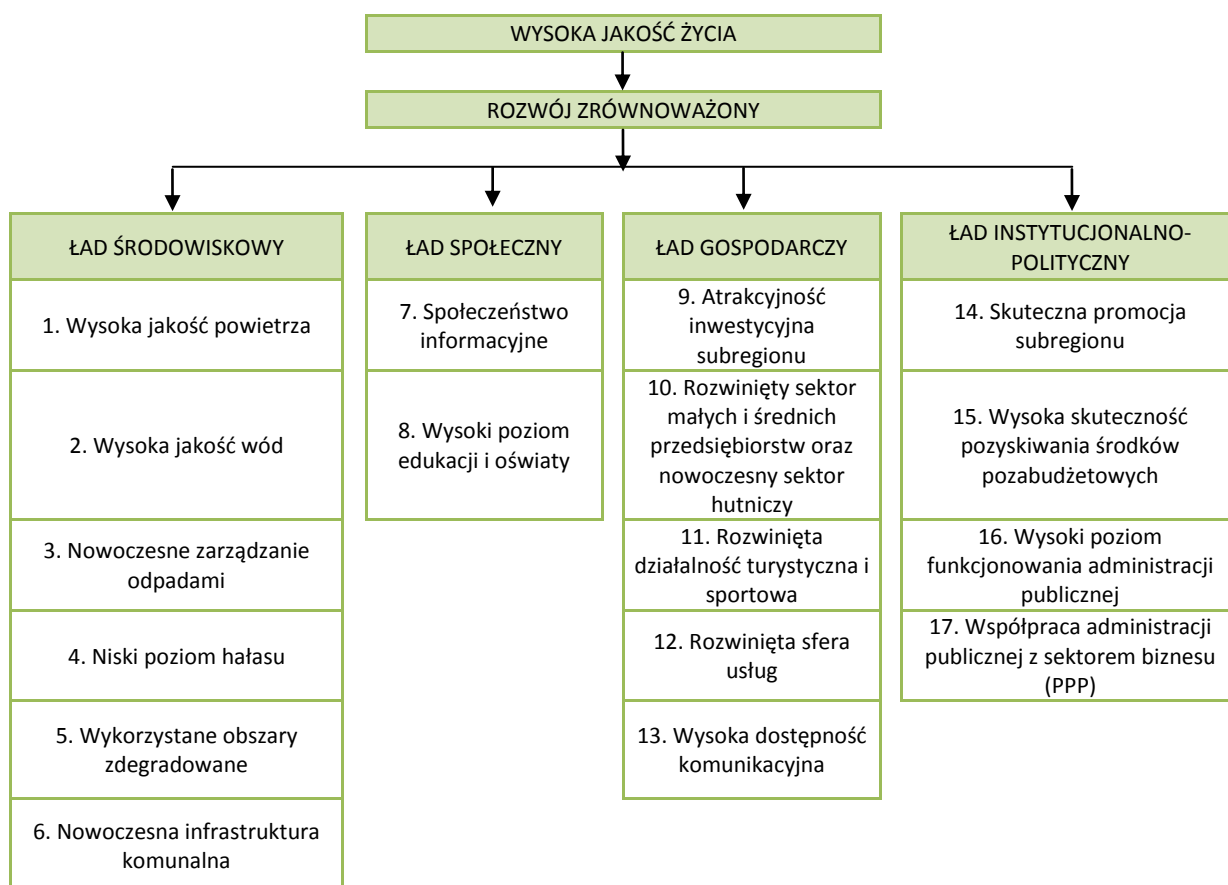 WYSOKA JAKOŚĆ ŻYCIA
ROZWÓJ ZRÓWNOWAŻONY
ŁAD ŚRODOWISKOWY
1. Wysoka jakość powietrza
2. Wysoka jakość wód
3. Nowoczesne zarządzanie
odpadami
4. Niski poziom hałasu
5. Wykorzystane obszary
zdegradowane
6. Nowoczesna infrastruktura
komunalna
ŁAD SPOŁECZNY
7. Społeczeństwo
informacyjne
8. Wysoki poziom
edukacji i oświaty
ŁAD GOSPODARCZY
9. Atrakcyjność
inwestycyjna
subregionu
10. Rozwinięty sektor
małych i średnich
przedsiębiorstw oraz
nowoczesny sektor
hutniczy
11. Rozwinięta
działalność turystyczna i
sportowa
12. Rozwinięta sfera
usług
13. Wysoka dostępność
komunikacyjna
ŁAD INSTYTUCJONALNO-
POLITYCZNY
14. Skuteczna promocja
subregionu
15. Wysoka skuteczność
pozyskiwania środków
pozabudżetowych
16. Wysoki poziom
funkcjonowania administracji
publicznej
17. Współpraca administracji
publicznej z sektorem biznesu
(PPP)